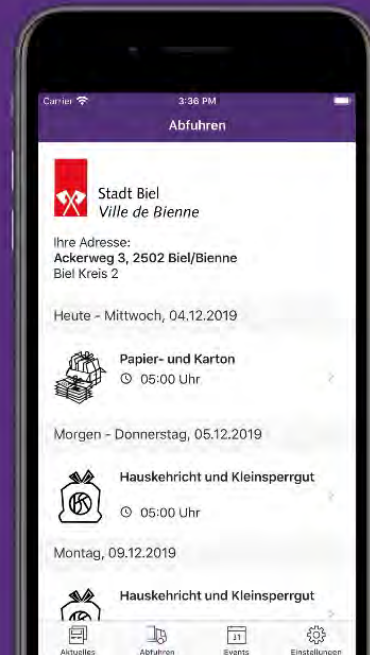 Carrier 3:36 PM
Abfuhren
Stadt Biel
Ville de Bienne
Ihre Adresse:
Ackerweg 3, 2502 Biel/Bienne
Biel Kreis 2
Heute - Mittwoch, 04.12.2019
Papier- und Karton
05:00 Uhr
Morgen - Donnerstag, 05.12.2019
Hauskehricht und Kleinsperrgut
05:00 Uhr
Montag, 09.12.2019
Hauskehricht und Kleinsperrgut
Aktuelles Abfuhren Events Einstellungen